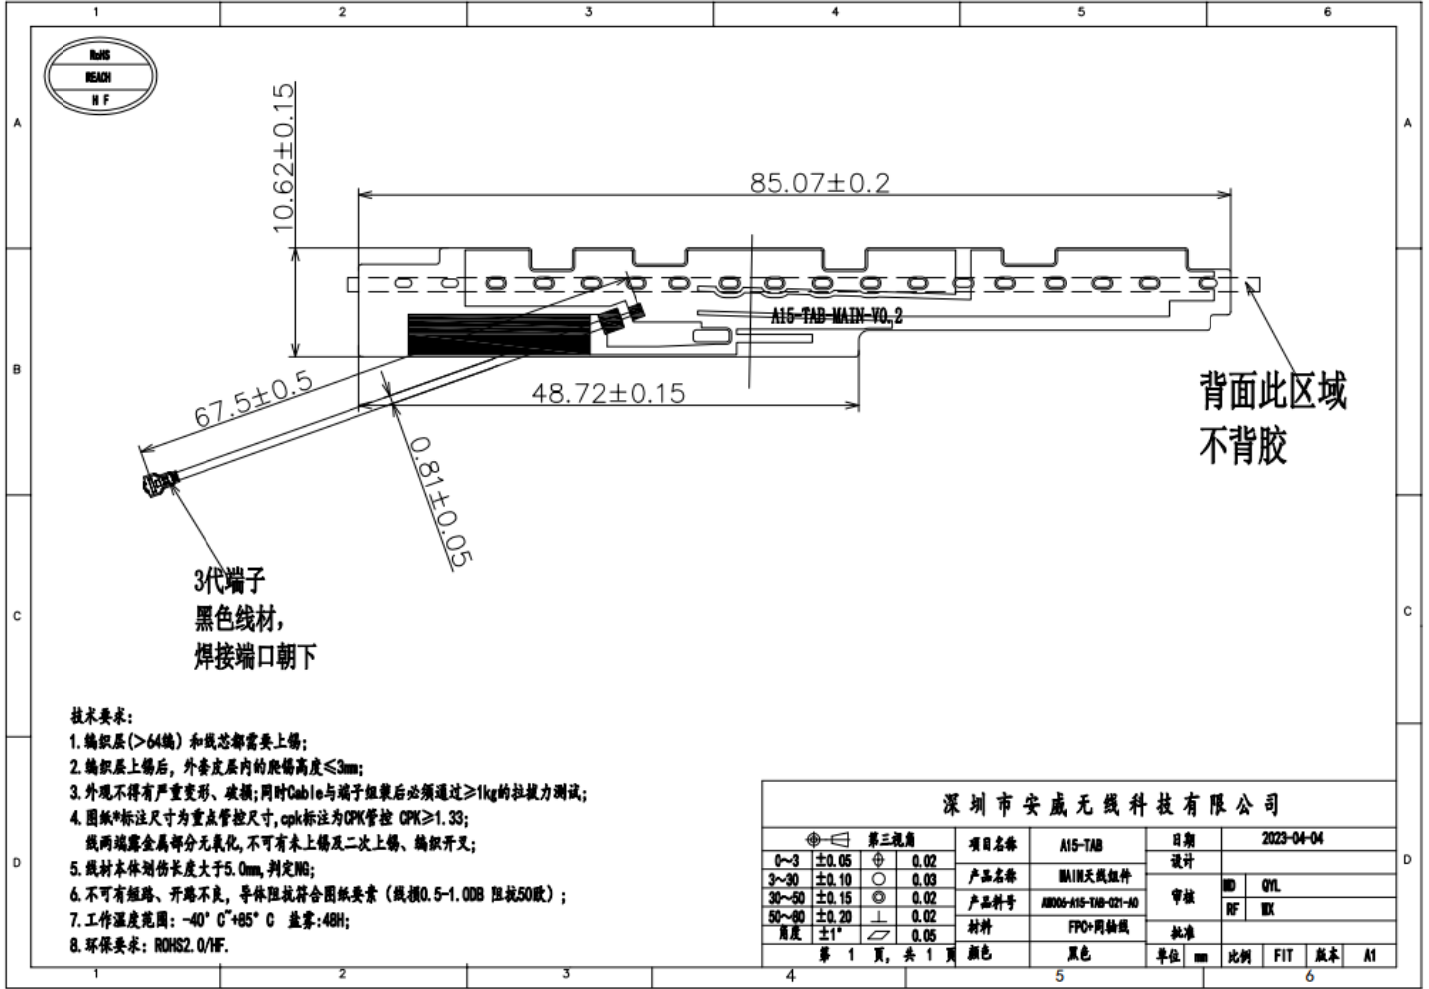 1 2 3 4 5 6
RoHS
REACH
H F
A A
10.62±0.15
85.07±0.2
A15-TAB-MAIN-V0.2
B B
67.5±0.5
48.72±0.15
0.81±0.05
背面此区域
不背胶
3代端子
黑色线材,
焊接端口朝下
C C
技术要求:
1.编织层(>64编) 和线芯都需要上锡;
2.编织层上锡后, 外套皮层内的爬锡高度≤3mm;
3.外观不得有严重变形、破损;同时Cable与端子组装后必须通过≥1kg的拉拔力测试;
4.图纸*标注尺寸为重点管控尺寸,cpk标注为CPK管控 CPK≥1.33;
线两端露金属部分无氧化,不可有未上锡及二次上锡、编织开叉;
5.线材本体划伤长度大于5.0mm,判定NG;
6.不可有短路、开路不良, 导体阻抗符合图纸要素 (线损0.5-1.0DB 阻抗50欧) ;
7.工作温度范围: -40° C~+85° C 盐雾:48H;
8.环保要求: ROHS2.0/HF.
D D
深圳市安威无线科技有限公司
第三视角
0~3 ±0.05 0.02
3~30 ±0.10 0.03
30~50 ±0.15 0.02
50~80 ±0.20 ⊥ 0.02
角度 ±1° 0.05
第 1 页, 共 1 页
项目名称 A15-TAB
产品名称 MAIN天线组件
产品料号 AW006-A15-TAB-021-A0
材料 FPC+同轴线
颜色 黑色
日期 2023-04-04
设计
审核 MD QYL
RF WX
批准
单位 mm 比例 FIT 版本 A1
1 2 3 4 5 6